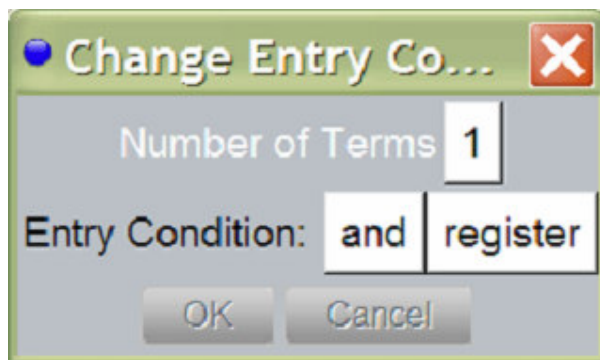 Change Entry Co...
Number of Terms 1
Entry Condition: and register
OK Cancel